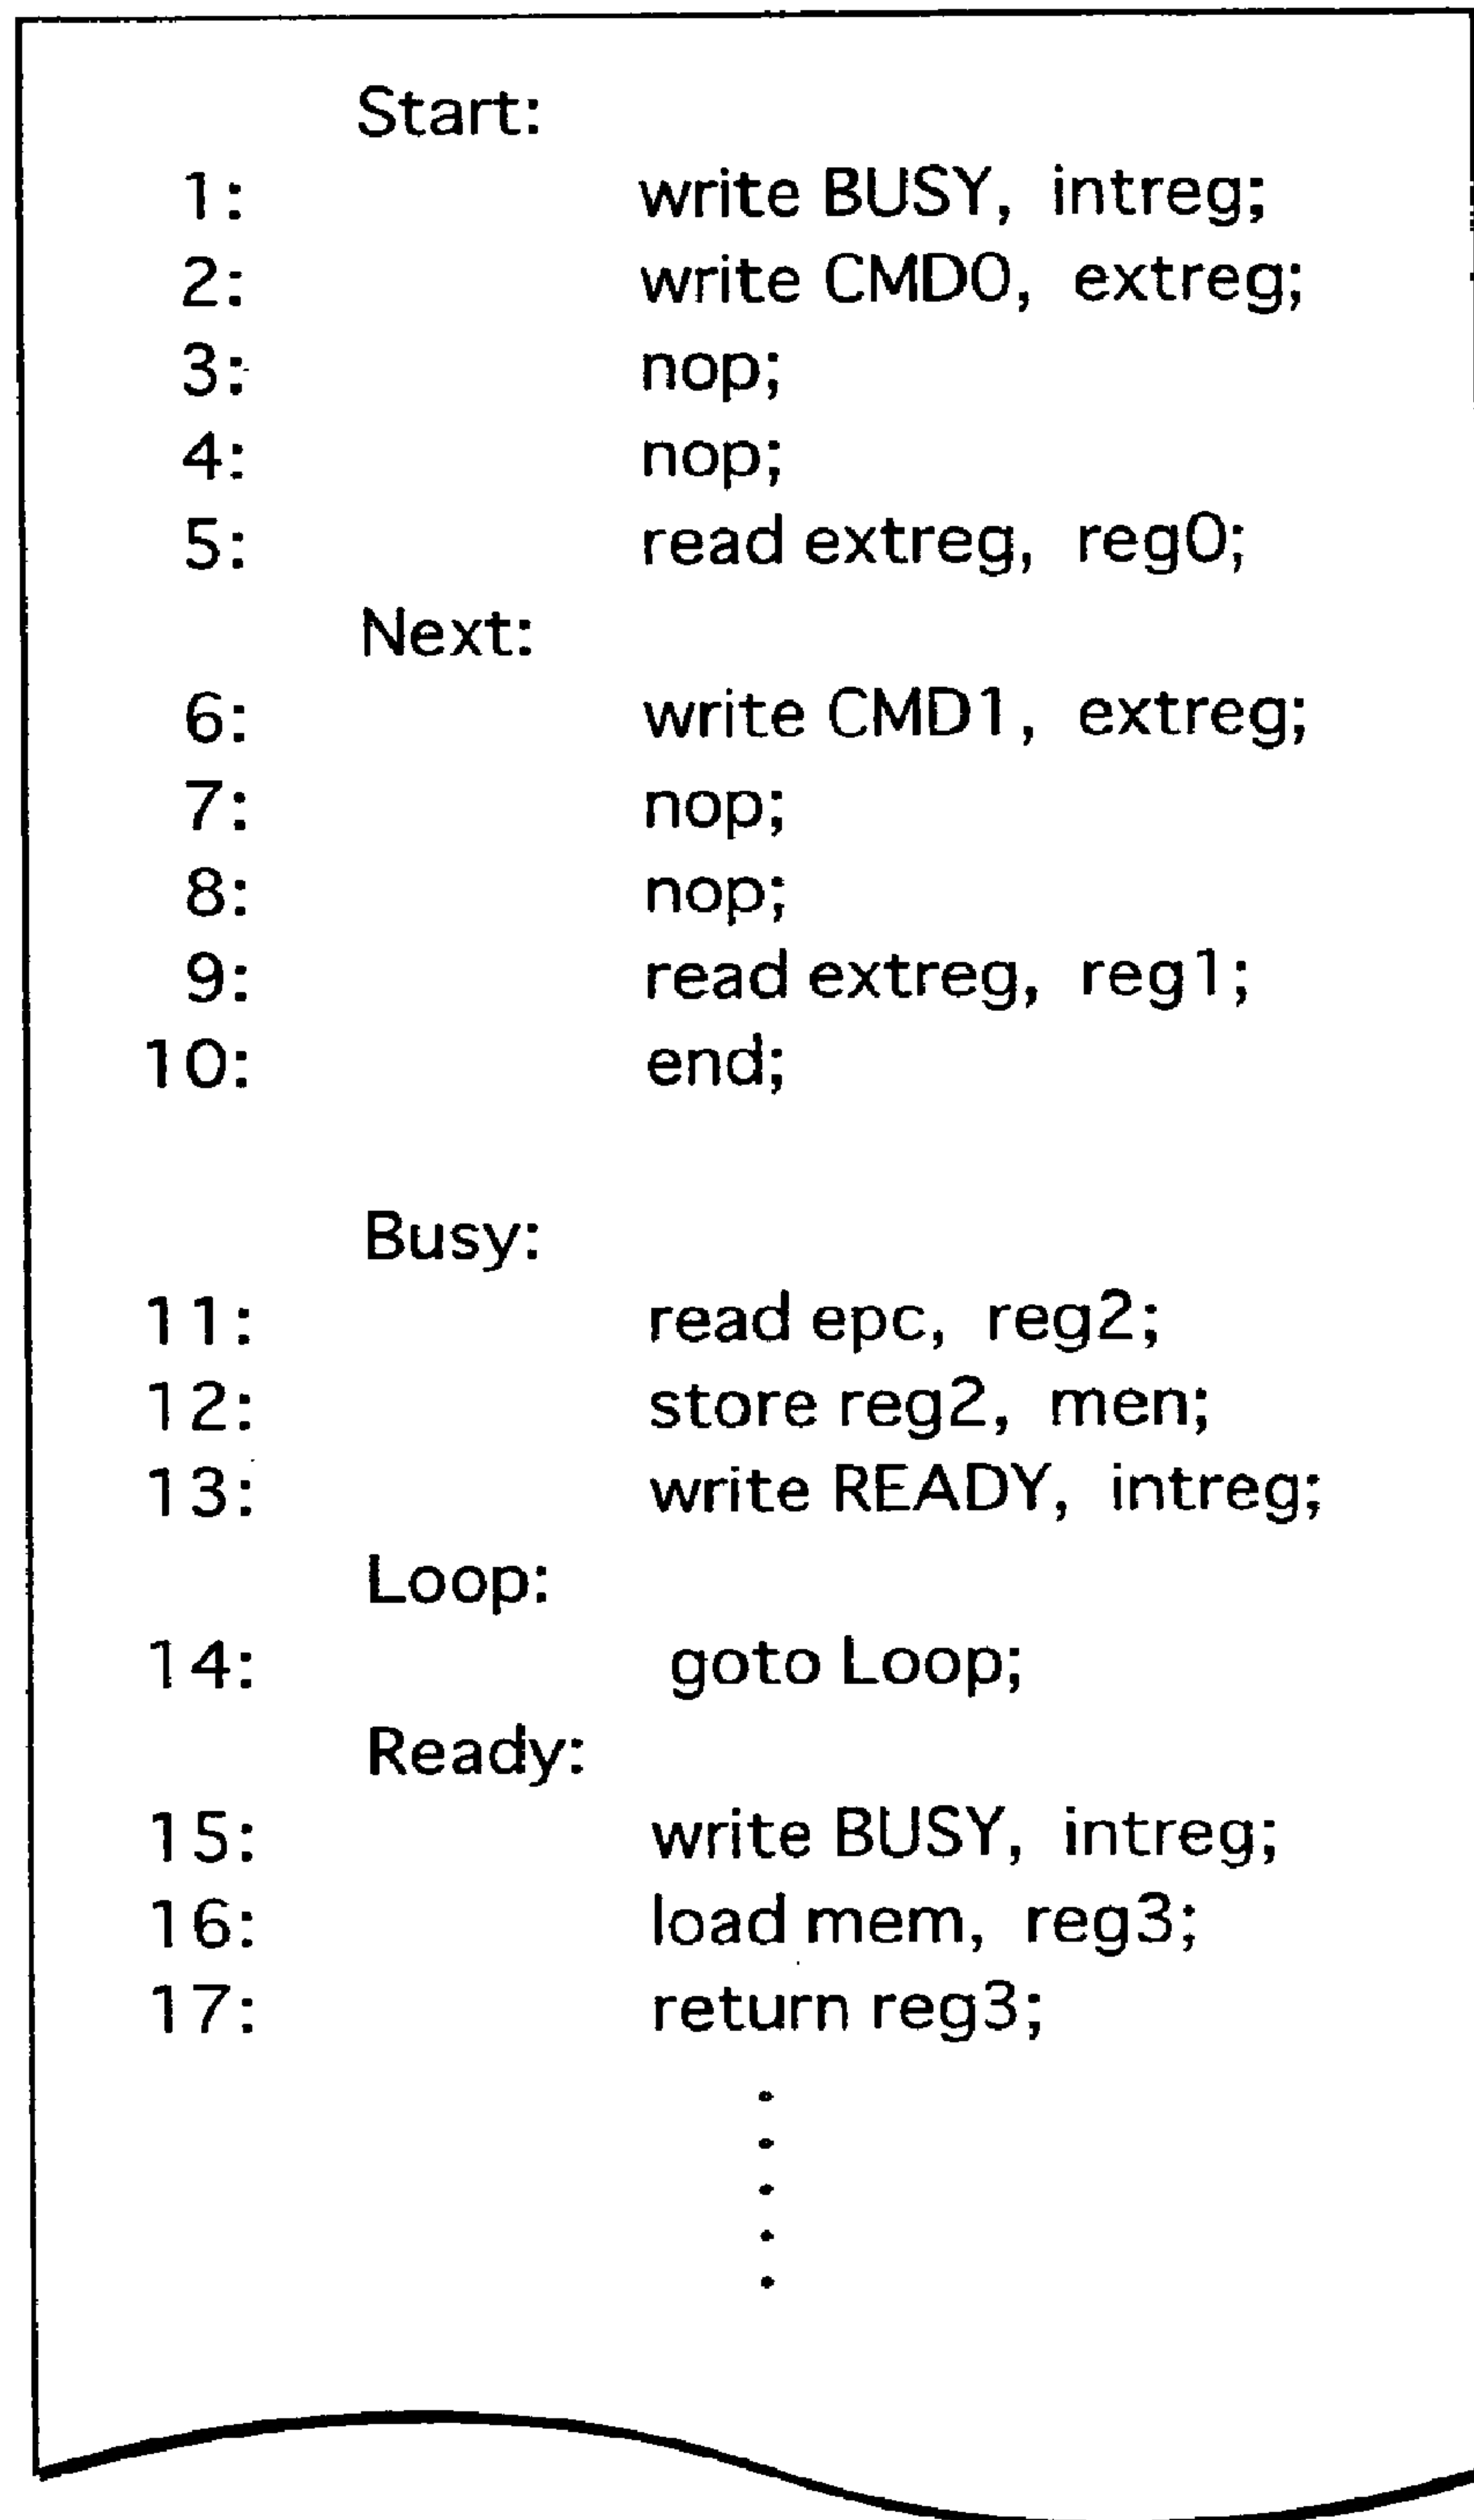 Start:
1: write BUSY, intreg;
2: write CMD0, extreg;
3: nop;
4: nop;
5: read extreg, reg0;
Next:
6: write CMD1, extreg;
7: nop;
8: nop;
9: read extreg, reg1;
10: end;
Busy:
11: read epc, reg2;
12: store reg2, men;
13: write READY, intreg;
Loop:
14: goto Loop;
Ready:
15: write BUSY, intreg;
16: load mem, reg3;
17: return reg3;